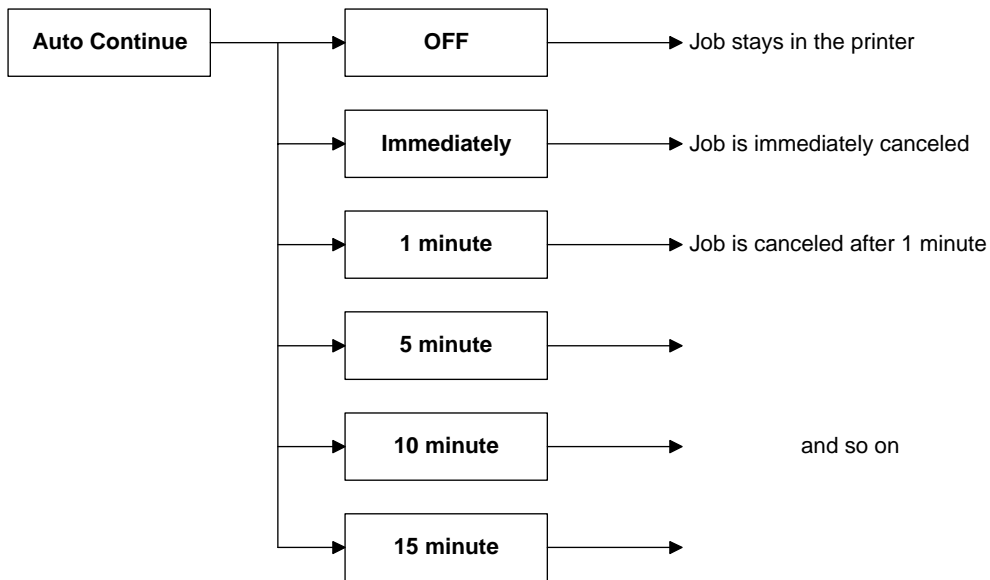 Auto Continue
OFF
Job stays in the printer
Immediately
Job is immediately canceled
1 minute
Job is canceled after 1 minute
5 minute
10 minute
and so on
15 minute